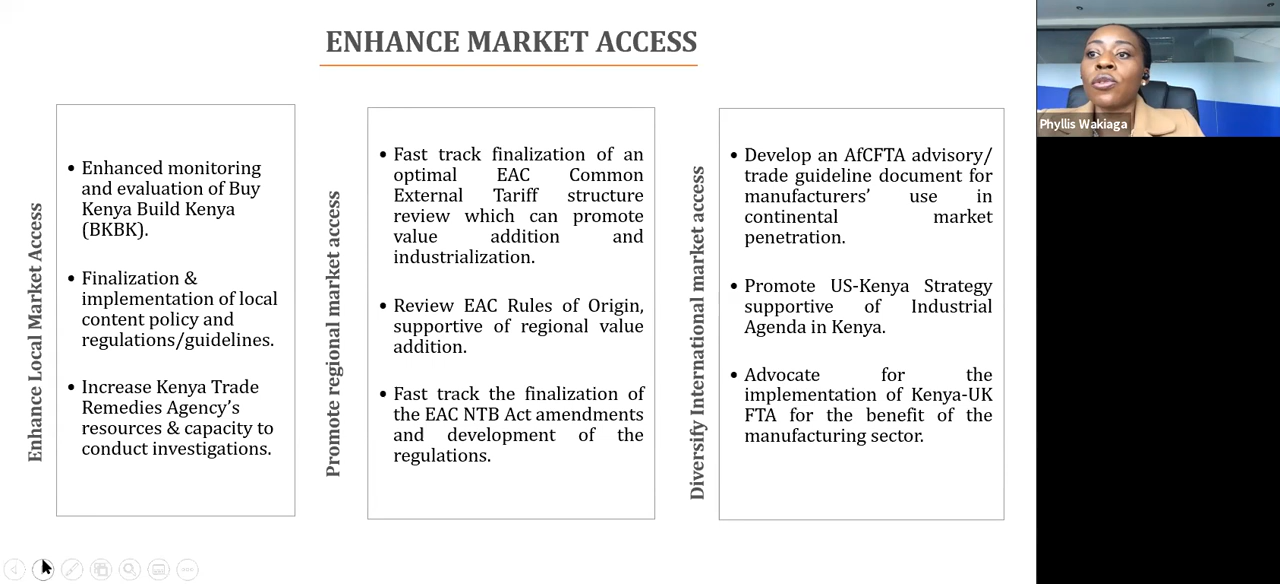 ENHANCE MARKET ACCESS
Enhance Local Market Access
• Enhanced monitoring
and evaluation of Buy
Kenya Build Kenya
(BKBK).
• Finalization &
implementation of local
content policy and
regulations/guidelines.
• Increase Kenya Trade
Remedies Agency's
resources & capacity to
conduct investigations.
Promote regional market access
• Fast track finalization of an
optimal EAC Common
External Tariff structure
review which can promote
value addition and
industrialization.
• Review EAC Rules of Origin,
supportive of regional value
addition.
• Fast track the finalization of
the EAC NTB Act amendments
and development of the
regulations.
Diversify International market access
• Develop an AfCFTA advisory/
trade guideline document for
manufacturers' use in
continental market
penetration.
• Promote US-Kenya Strategy
supportive of Industrial
Agenda in Kenya.
• Advocate for the
implementation of Kenya-UK
FTA for the benefit of the
manufacturing sector.
Phyllis Wakiaga